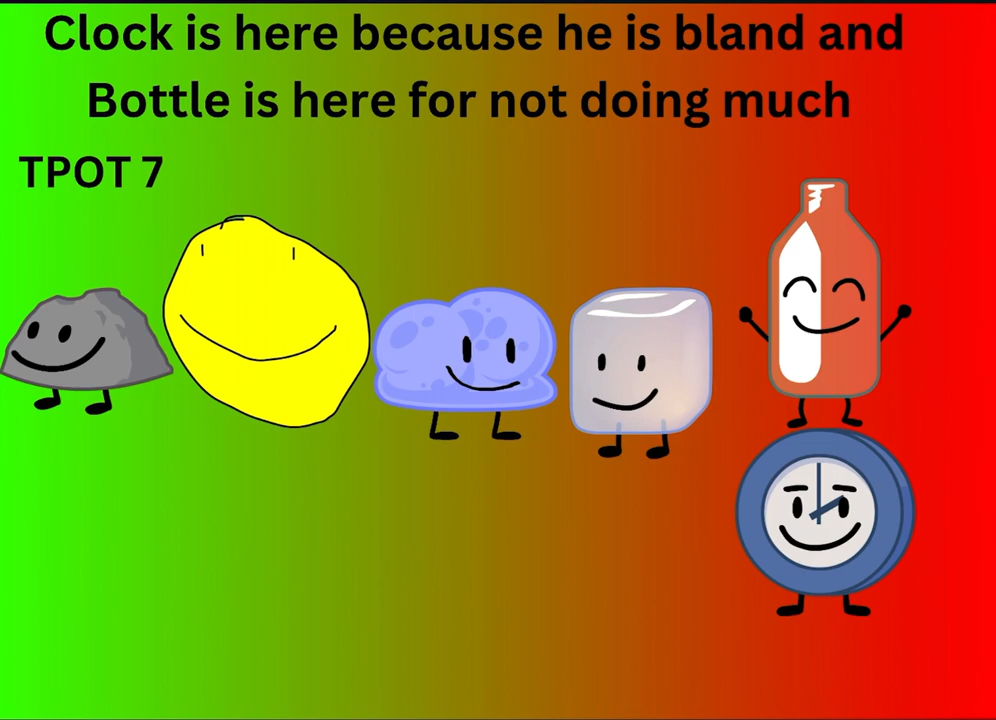 Clock is here because he is bland and
Bottle is here for not doing much
TPOT 7